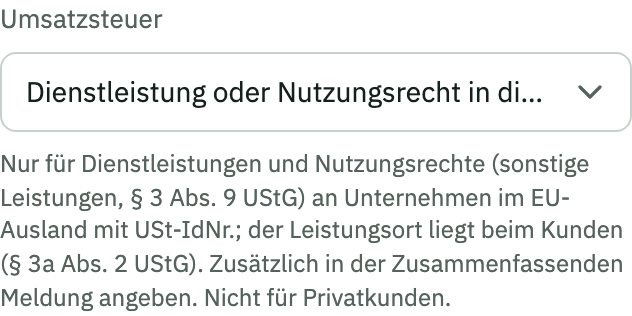 Umsatzsteuer
Dienstleistung oder Nutzungsrecht in di...
Nur für Dienstleistungen und Nutzungsrechte (sonstige
Leistungen, § 3 Abs. 9 UStG) an Unternehmen im EU-
Ausland mit USt-IdNr.; der Leistungsort liegt beim Kunden
(§ 3a Abs. 2 UStG). Zusätzlich in der Zusammenfassenden
Meldung angeben. Nicht für Privatkunden.